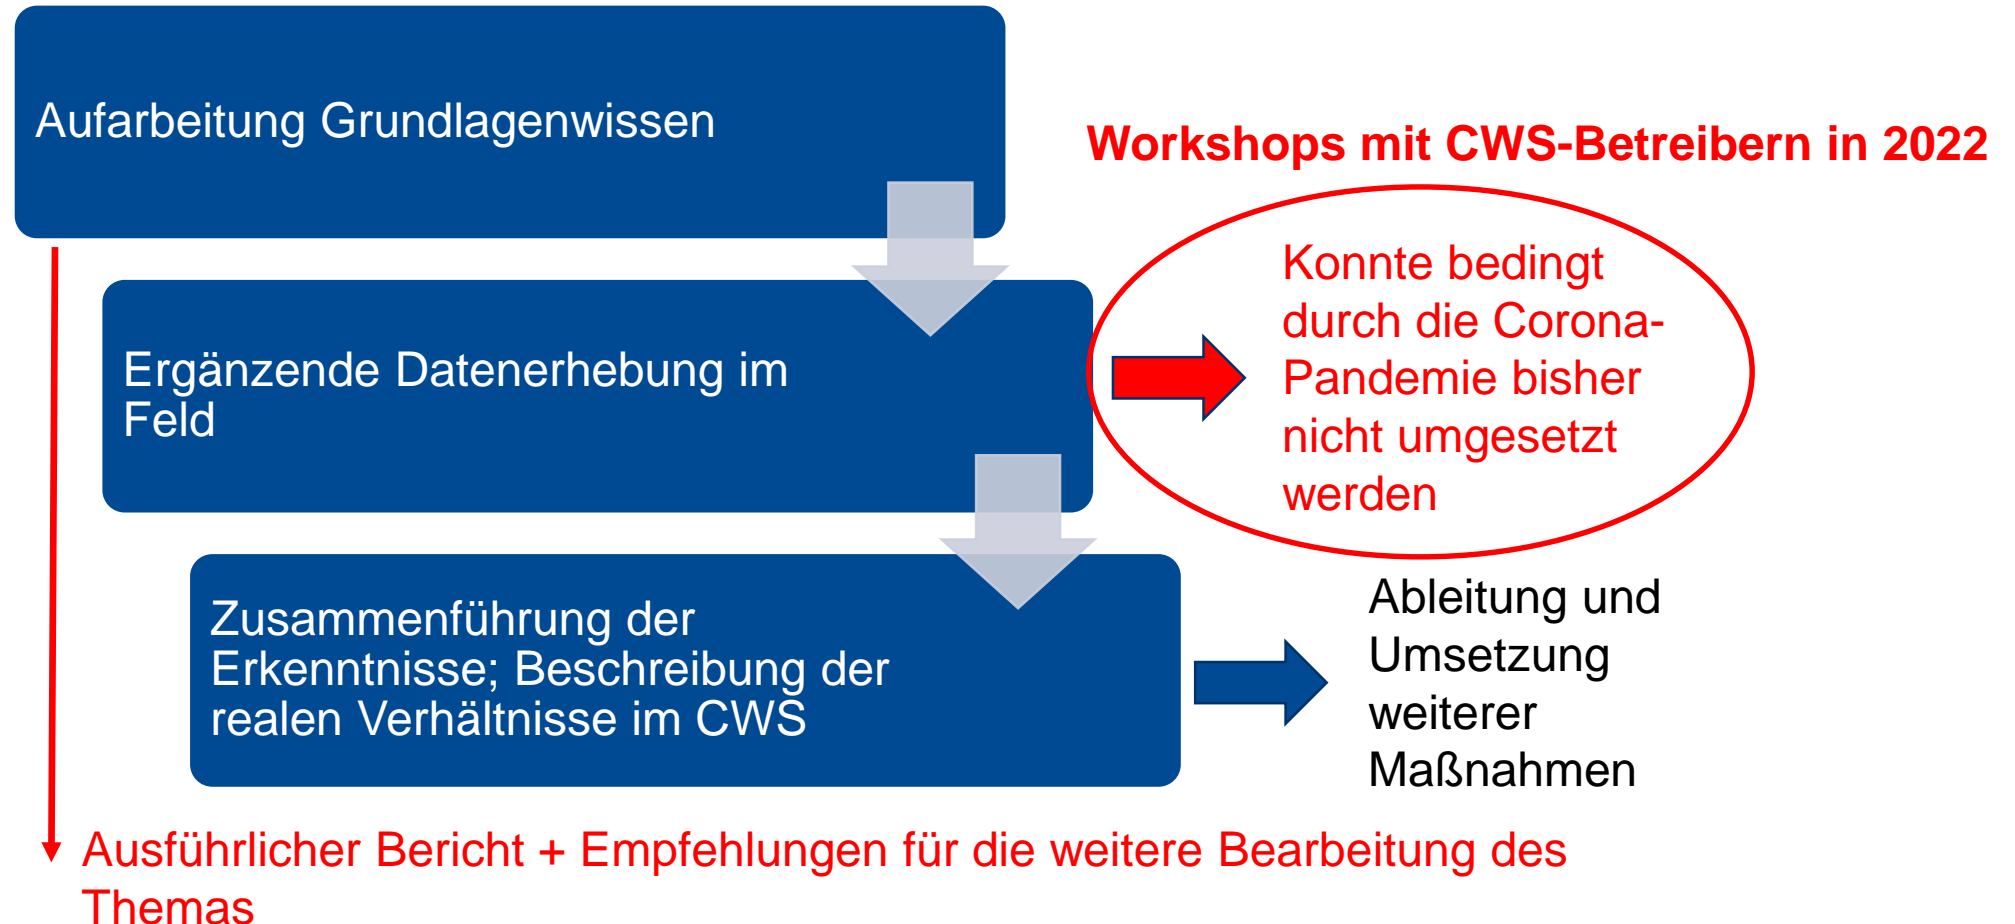 Aufarbeitung Grundlagenwissen
Workshops mit CWS-Betreibern in 2022
Konnte bedingt
durch die Corona-
Pandemie bisher
nicht umgesetzt
werden
Ergänzende Datenerhebung im
Feld
Zusammenführung der
Erkenntnisse; Beschreibung der
realen Verhältnisse im CWS
Ableitung und
Umsetzung
weiterer
Maßnahmen
Ausführlicher Bericht + Empfehlungen für die weitere Bearbeitung des
Themas